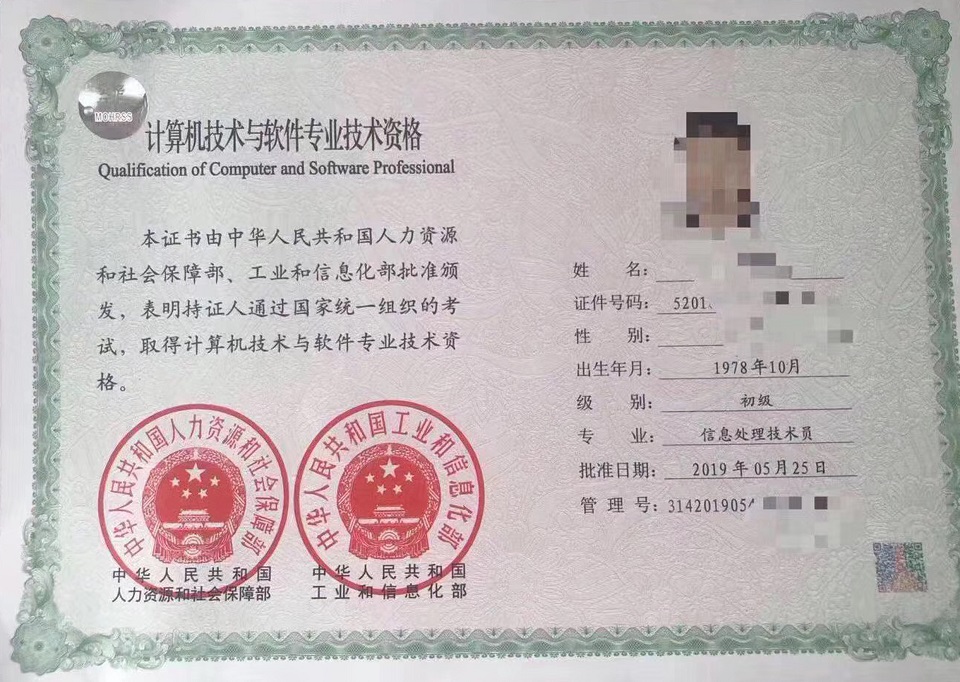 MOHRSS
计算机技术与软件专业技术资格
Qualification of Computer and Software Professional
本证书由中华人民共和国人力资源
和社会保障部、工业和信息化部批准颁
发，表明持证人通过国家统一组织的考
试，取得计算机技术与软件专业技术资
格。
中华人民共和国人力资源和社会保障部
中华人民共和国
人力资源和社会保障部
中华人民共和国工业和信息化部
中华人民共和国
工业和信息化部
姓 名：
证件号码： 5201
性 别：
出生年月： 1978年10月
级 别： 初级
专 业： 信息处理技术员
批准日期： 2019年05月25日
管 理 号： 3142019054